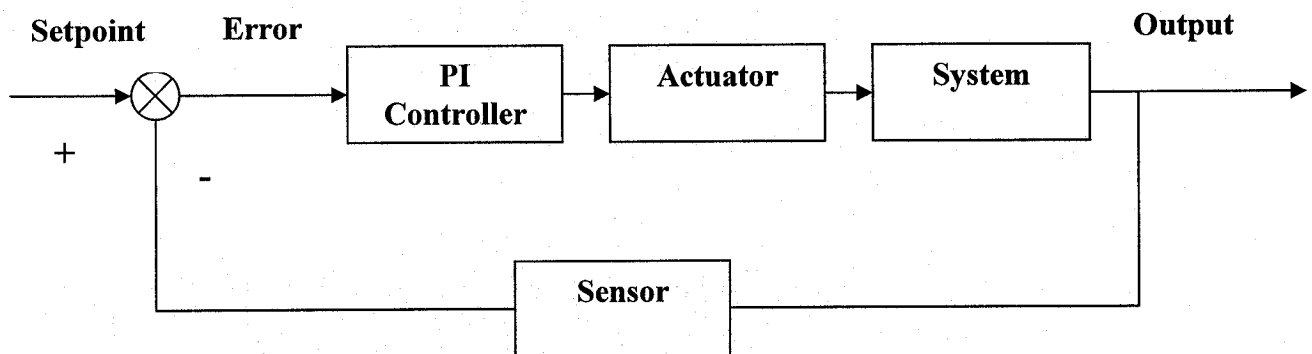 Setpoint
Error
Output
PI
Controller
Actuator
System
+
-
Sensor